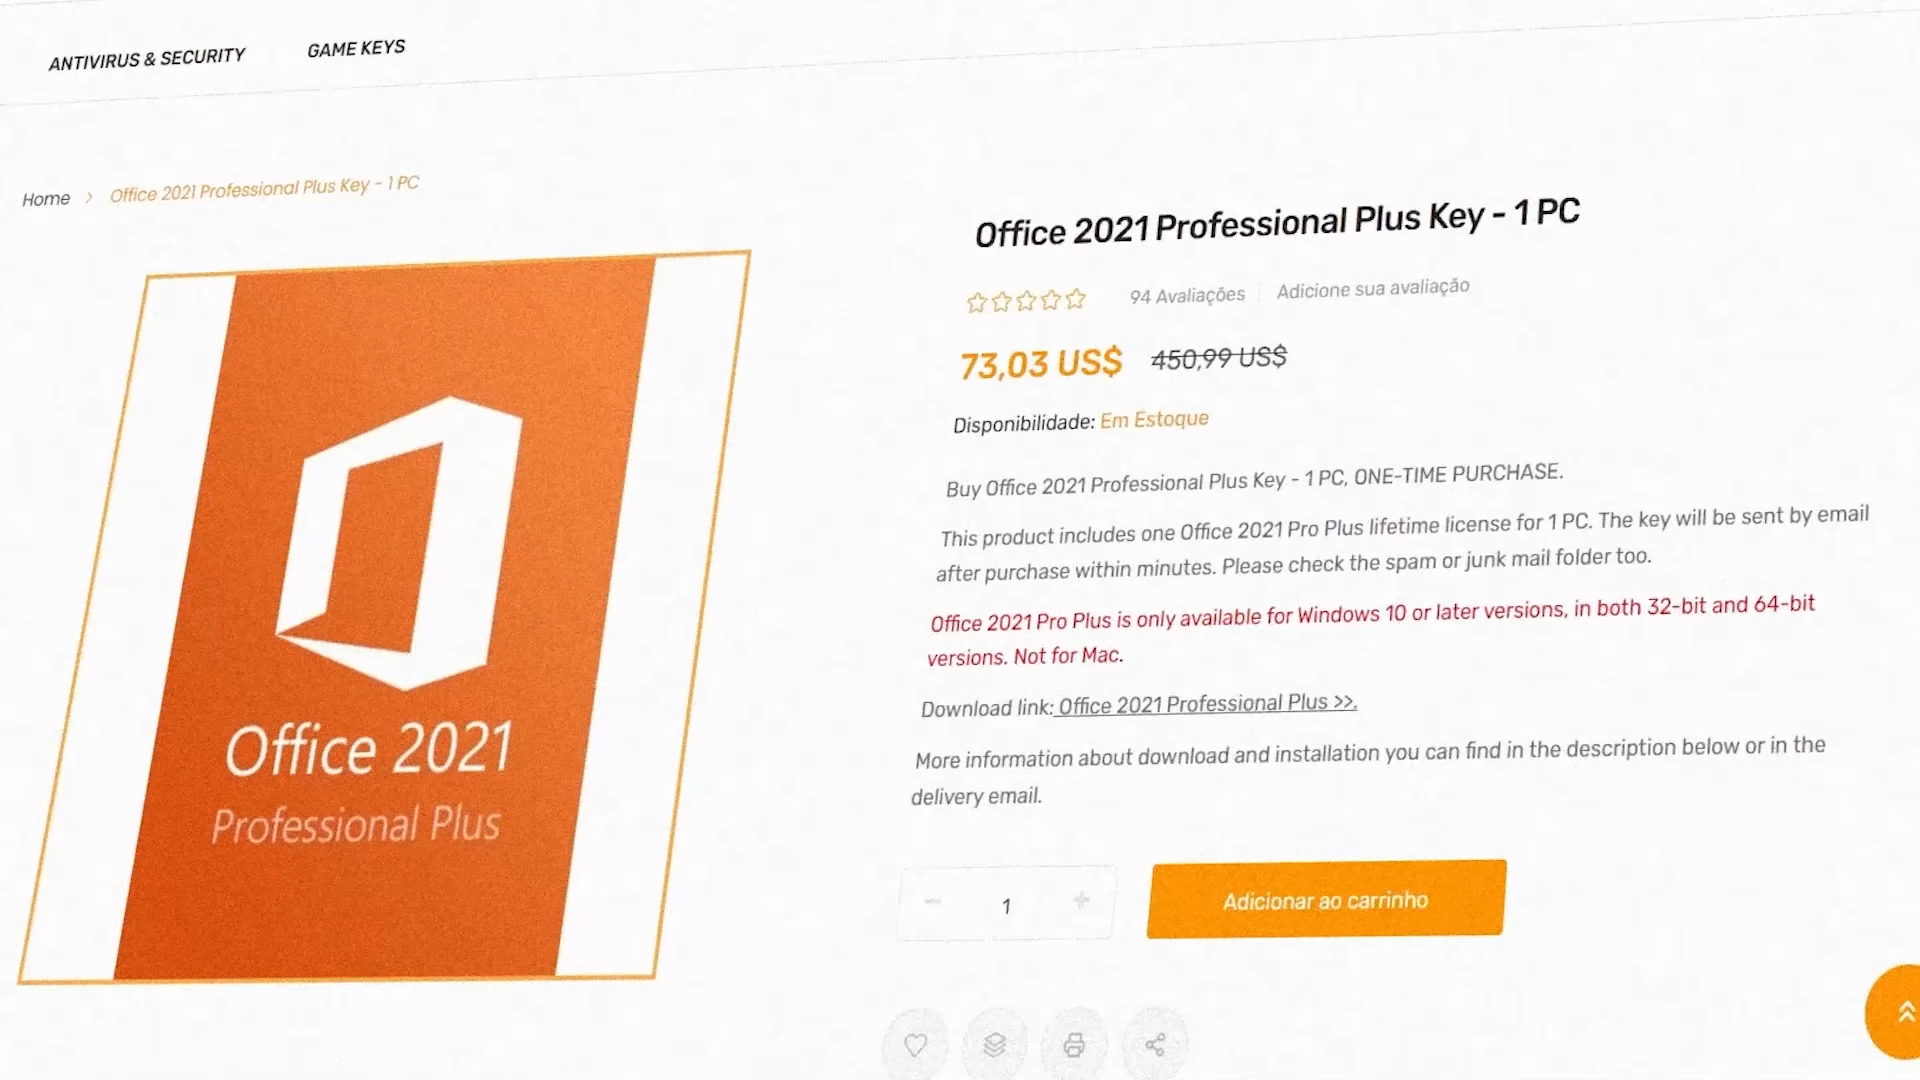 ANTIVIRUS & SECURITY
GAME KEYS
Home > Office 2021 Professional Plus Key - 1 PC
Office 2021
Professional Plus
Office 2021 Professional Plus Key - 1 PC
94 Avaliações
Adicione sua avaliação
73,03 US$ 450,99 US$
Disponibilidade: Em Estoque
Buy Office 2021 Professional Plus Key - 1 PC, ONE-TIME PURCHASE.
This product includes one Office 2021 Pro Plus lifetime license for 1 PC. The key will be sent by email
after purchase within minutes. Please check the spam or junk mail folder too.
Office 2021 Pro Plus is only available for Windows 10 or later versions, in both 32-bit and 64-bit
versions. Not for Mac.
Download link: Office 2021 Professional Plus >>.
More information about download and installation you can find in the description below or in the
delivery email.
1
Adicionar ao carrinho